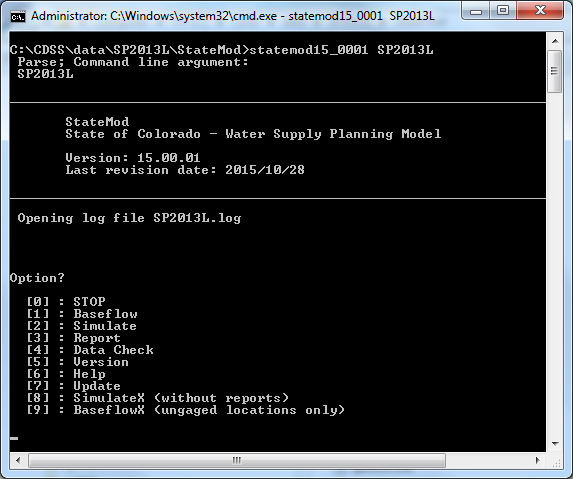 Administrator: C:\Windows\system32\cmd.exe - statemod15_0001 SP2013L
C:\CDSS\data\SP2013L\StateMod>statemod15_0001 SP2013L
Parse; Command line argument:
SP2013L
StateMod
State of Colorado - Water Supply Planning Model
Version: 15.00.01
Last revision date: 2015/10/28
Opening log file SP2013L.log
Option?
[0] : STOP
[1] : Baseflow
[2] : Simulate
[3] : Report
[4] : Data Check
[5] : Version
[6] : Help
[7] : Update
[8] : SimulateX (without reports)
[9] : BaseflowX (ungaged locations only)